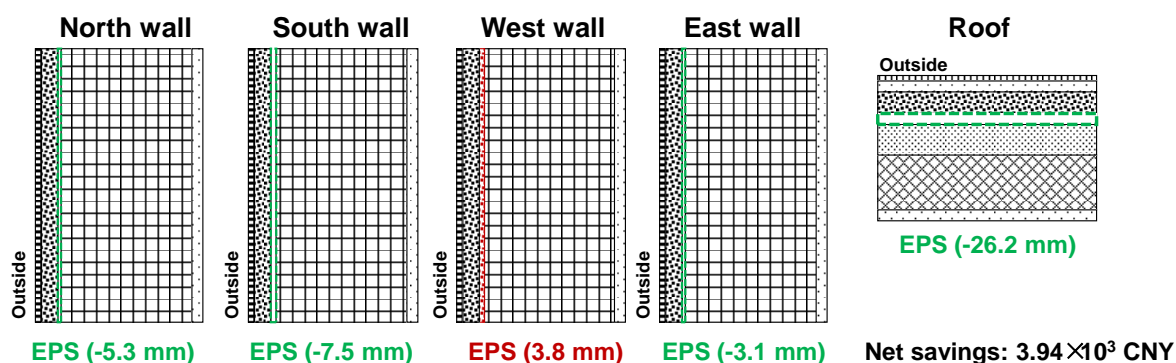 North wall
South wall
West wall
East wall
Roof
Outside
Outside
Outside
Outside
Outside
EPS (-5.3 mm)
EPS (-7.5 mm)
EPS (3.8 mm)
EPS (-3.1 mm)
EPS (-26.2 mm)
Net savings: 3.94×10³ CNY